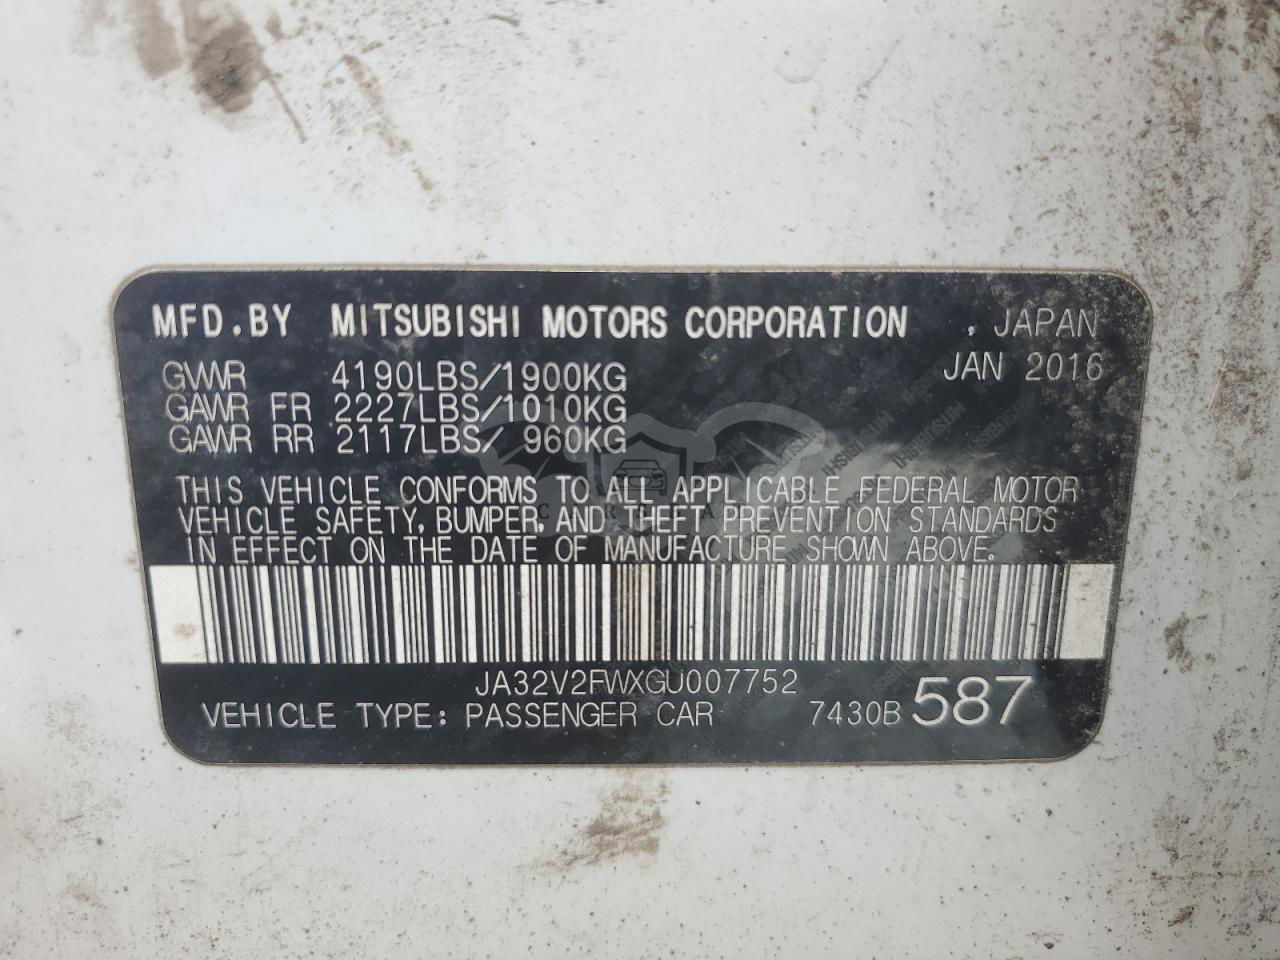 MFD.BY MITSUBISHI MOTORS CORPORATION , JAPAN
JAN 2016
GVWR 4190LBS/1900KG
GAWR FR 2227LBS/1010KG
GAWR RR 2117LBS/ 960KG
THIS VEHICLE CONFORMS TO ALL APPLICABLE FEDERAL MOTOR
VEHICLE SAFETY, BUMPER, AND THEFT PREVENTION STANDARDS
IN EFFECT ON THE DATE OF MANUFACTURE SHOWN ABOVE.
JA32V2FWXGU007752
VEHICLE TYPE: PASSENGER CAR 7430B 587